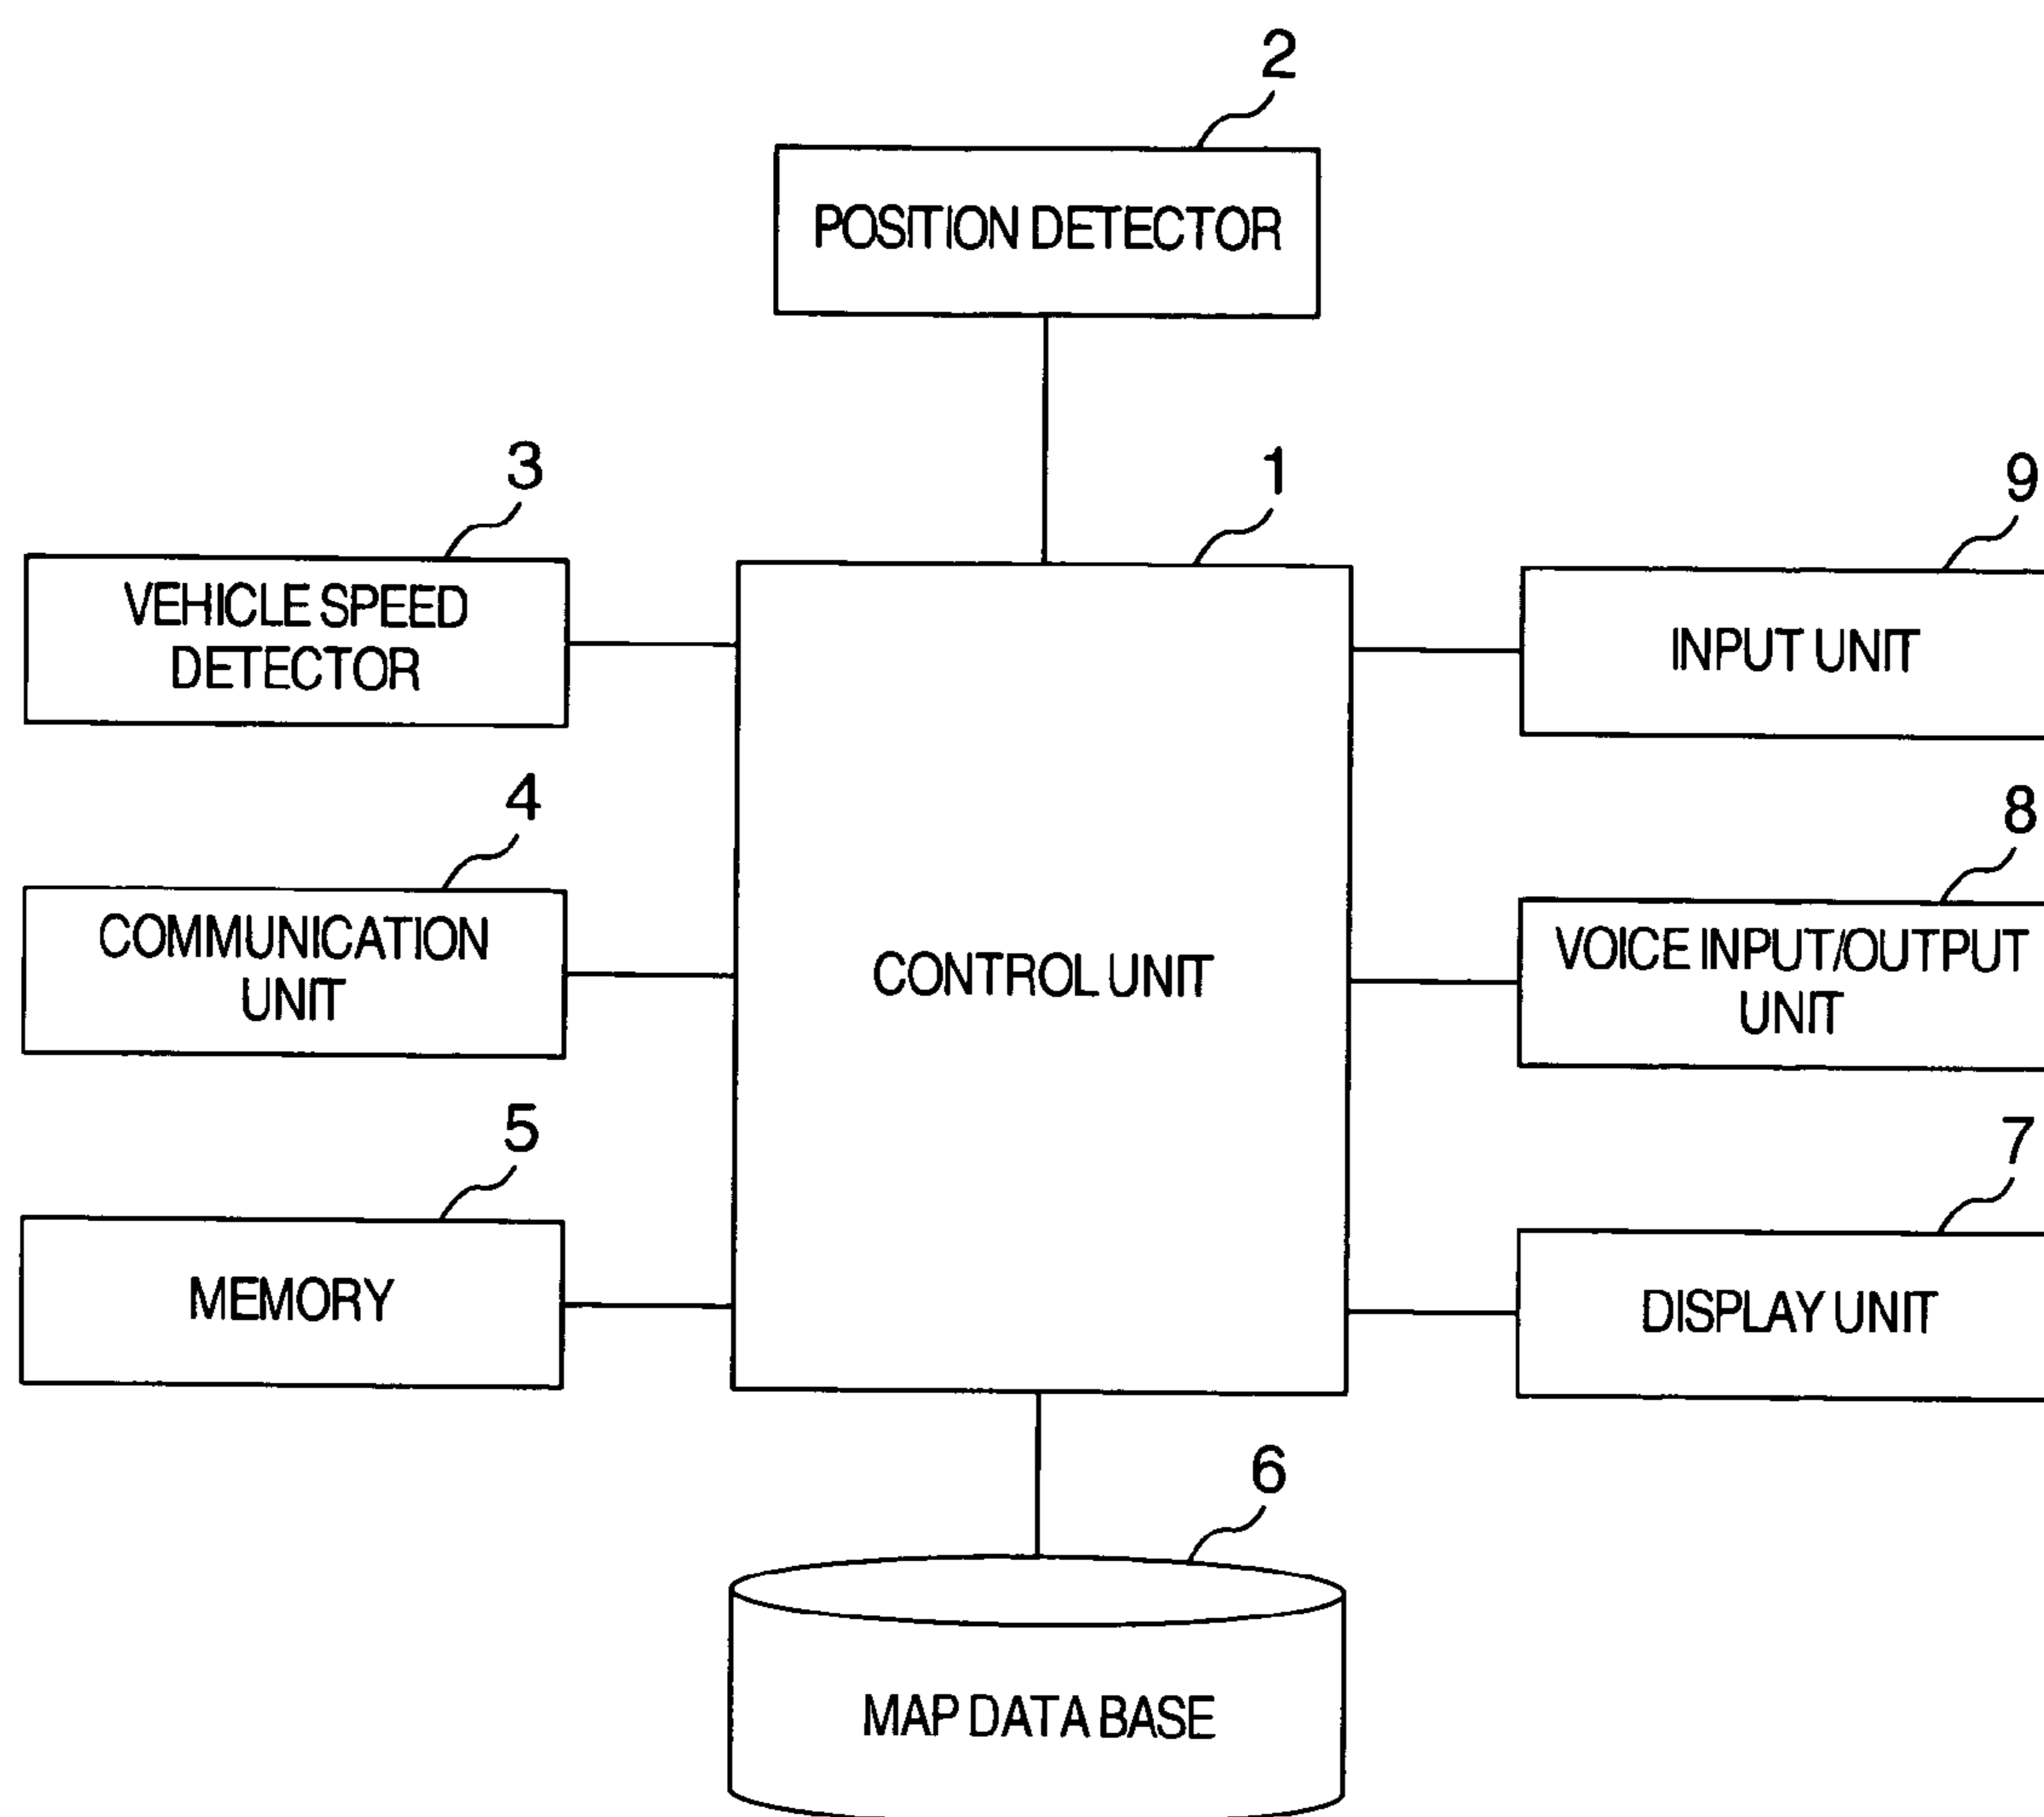 2
POSITION DETECTOR
3
1
9
VEHICLE SPEED
DETECTOR
INPUT UNIT
4
8
COMMUNICATION
UNIT
CONTROL UNIT
VOICE INPUT/OUTPUT
UNIT
5
7
MEMORY
DISPLAY UNIT
6
MAP DATA BASE